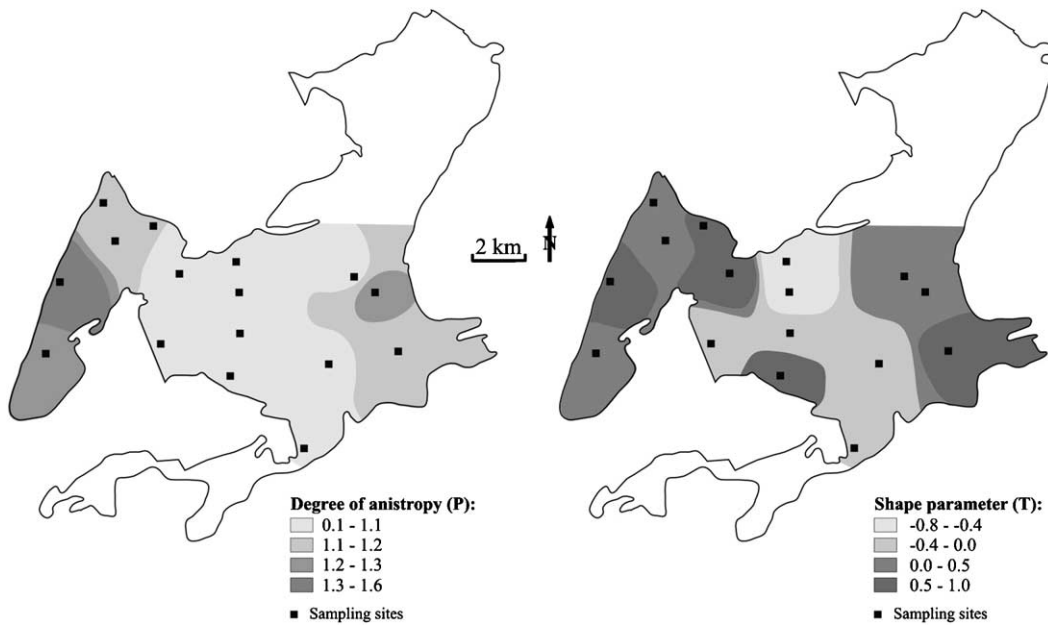 2 km
N
Degree of anistropy (P):
0.1 - 1.1
1.1 - 1.2
1.2 - 1.3
1.3 - 1.6
Sampling sites
Shape parameter (T):
-0.8 - -0.4
-0.4 - 0.0
0.0 - 0.5
0.5 - 1.0
Sampling sites